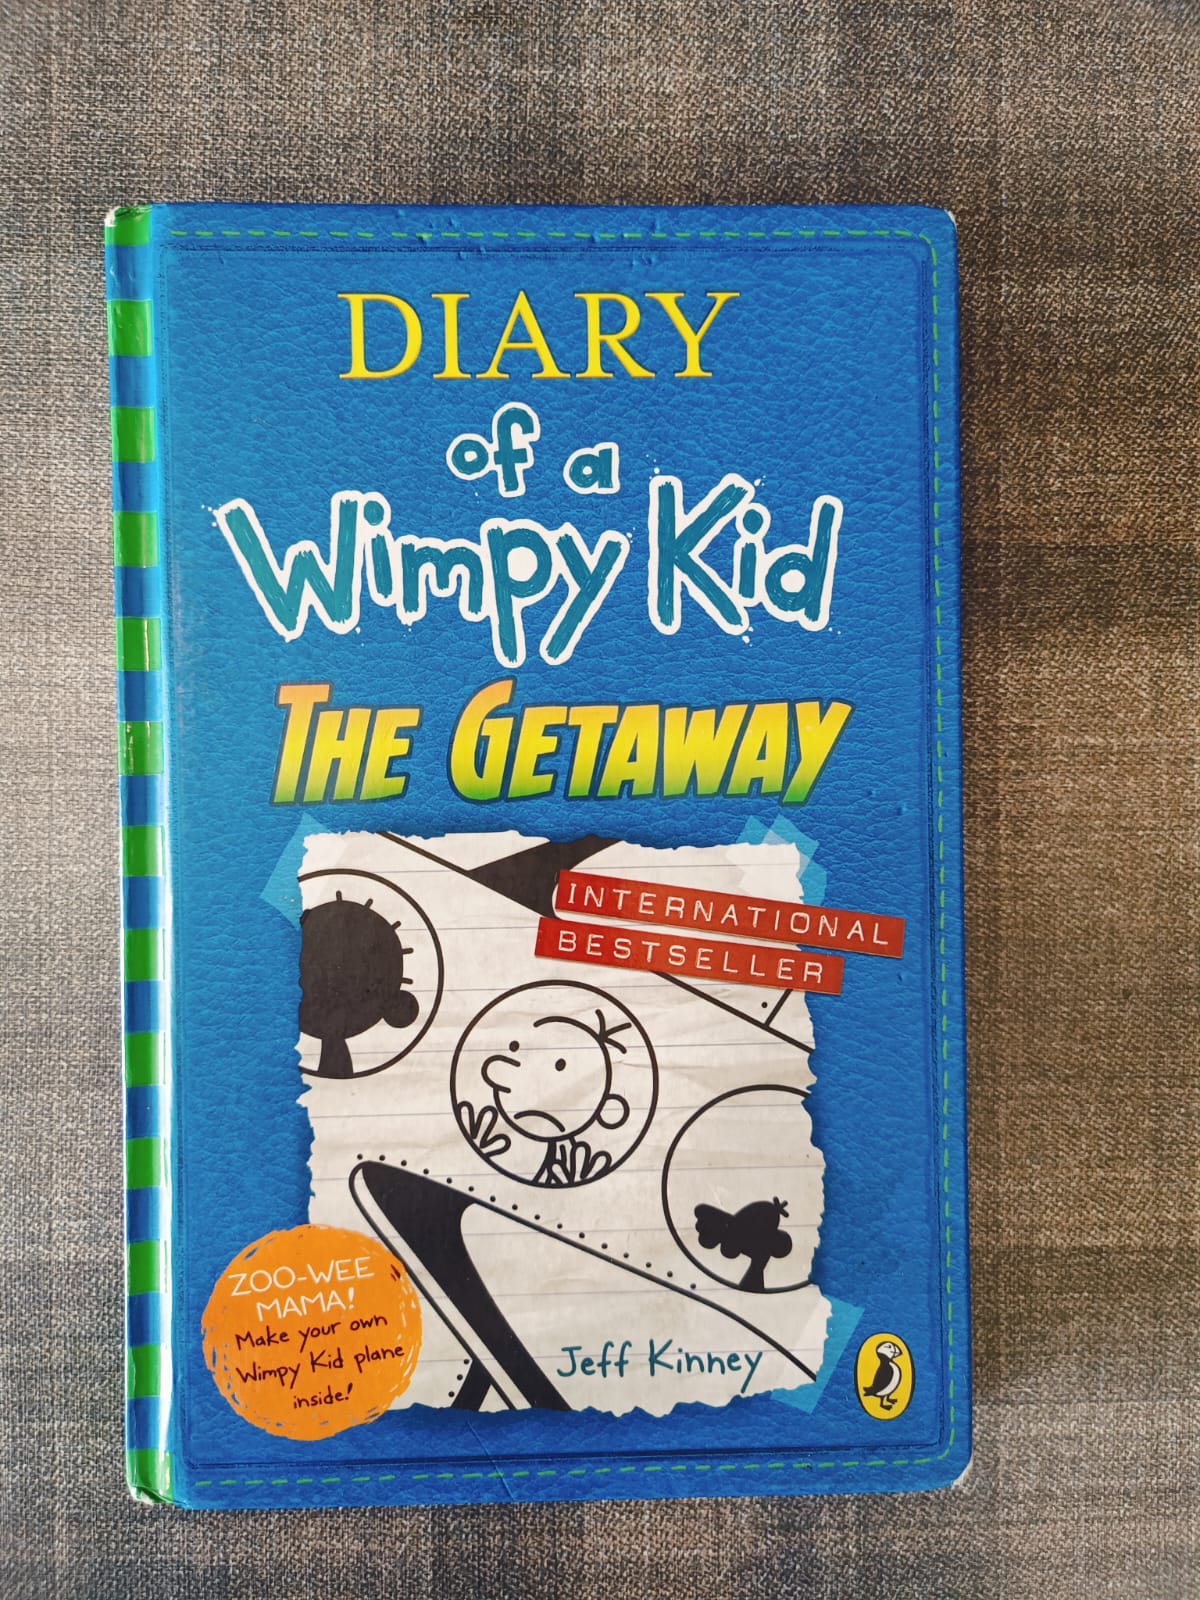 DIARY
of a
Wimpy Kid
THE GETAWAY
INTERNATIONAL
BESTSELLER
ZOO-WEE
MAMA!
Make your own
Wimpy Kid plane
inside!
Jeff Kinney